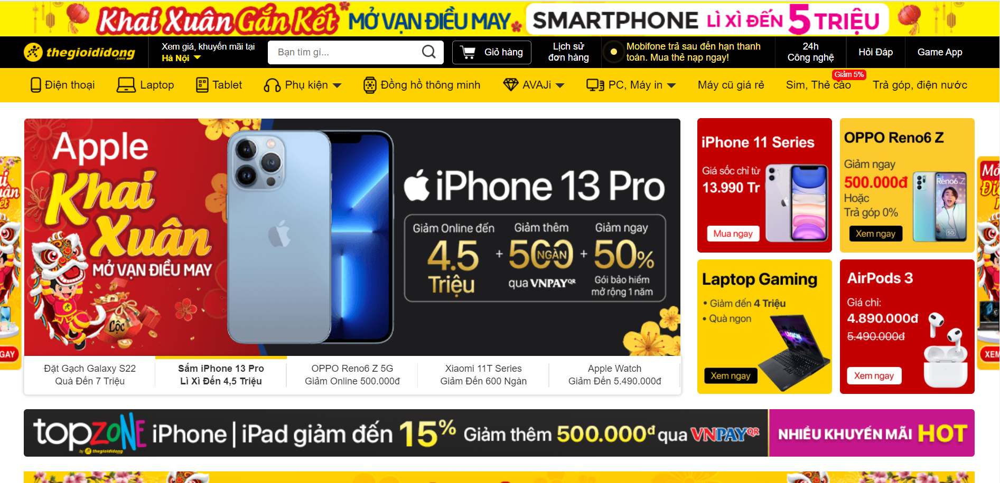 Khai Xuân Gắn Kết MỞ VẠN ĐIỀU MAY SMARTPHONE LÌ XÌ ĐẾN 5 TRIỆU
thegioididong.com
Xem giá, khuyến mãi tại
Hà Nội
Bạn tìm gì...
Giỏ hàng
Lịch sử
đơn hàng
Mobifone trả sau đến hạn thanh
toán. Mua thẻ nạp ngay!
24h
Công nghệ
Hỏi Đáp
Game App
Điện thoại
Laptop
Tablet
Phụ kiện
Đồng hồ thông minh
AVAJi
PC, Máy in
Máy cũ giá rẻ
Giảm 5%
Sim, Thẻ cào
Trả góp, điện nước
Apple
Khai
Xuân
MỞ VẠN ĐIỀU MAY
Lộc
iPhone 13 Pro
Giảm Online đến
4.5
Triệu
+
Giảm thêm
500 NGÀN
qua VNPAYQR
+
Giảm ngay
50%
Gói bảo hiểm
mở rộng 1 năm
Đặt Gạch Galaxy S22
Quà Đến 7 Triệu
Sắm iPhone 13 Pro
Lì Xì Đến 4,5 Triệu
OPPO Reno6 Z 5G
Giảm Online 500.000đ
Xiaomi 11T Series
Giảm Đến 600 Ngàn
Apple Watch
Giảm Đến 5.490.000đ
iPhone 11 Series
Giá sốc chỉ từ
13.990 Tr
Mua ngay
OPPO Reno6 Z
Giảm ngay
500.000đ
Hoặc
Trả góp 0%
Xem ngay
Reno6 Z
5G
Laptop Gaming
• Giảm đến 4 Triệu
• Quà ngon
LEGION
Xem ngay
AirPods 3
Giá chỉ:
4.890.000đ
5.490.000đ
Xem ngay
GAY
XEM
topZONE
by thegioididong
iPhone | iPad giảm đến 15% Giảm thêm 500.000đ qua VNPAYQR
NHIỀU KHUYẾN MÃI HOT